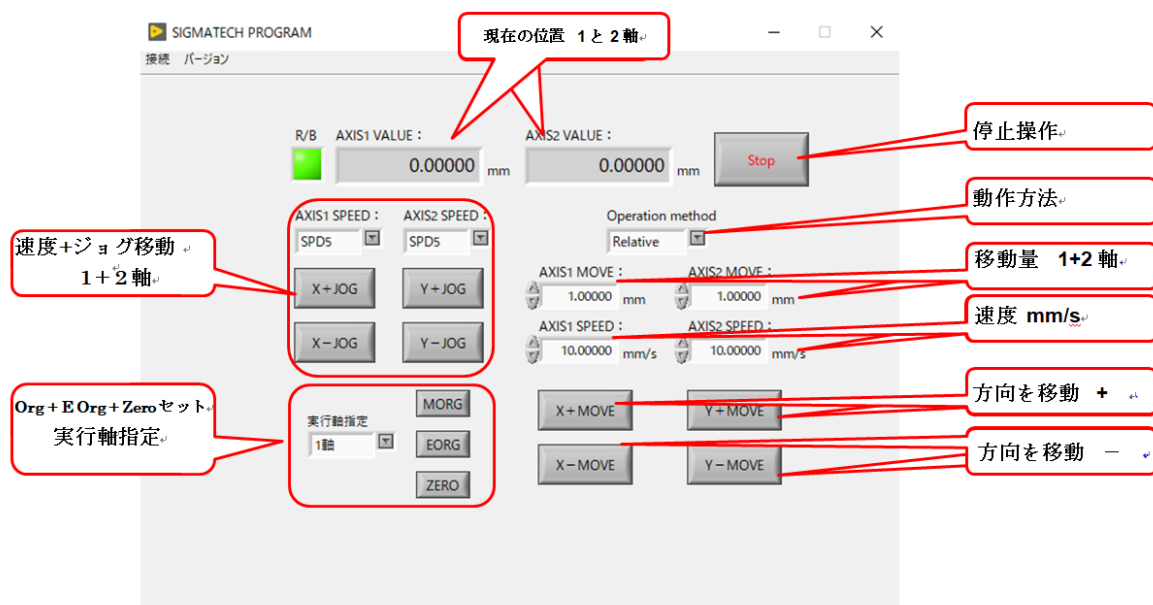 SIGMATECH PROGRAM
接続 バージョン
現在の位置 1と2軸
R/B AXIS1 VALUE： AXIS2 VALUE：
0.00000 mm 0.00000 mm
Stop
停止操作
動作方法
AXIS1 SPEED： AXIS2 SPEED：
SPD5 SPD5
Operation method
Relative
速度+ジョグ移動
1＋2軸
X＋JOG Y＋JOG
X－JOG Y－JOG
移動量 1+2軸
AXIS1 MOVE： AXIS2 MOVE：
1.00000 mm 1.00000 mm
速度 mm/s
AXIS1 SPEED： AXIS2 SPEED：
10.00000 mm/s 10.00000 mm/s
Org＋E Org＋Zeroセット
実行軸指定
実行軸指定
1軸
MORG
EORG
ZERO
X＋MOVE Y＋MOVE
X－MOVE Y－MOVE
方向を移動 +
方向を移動 －